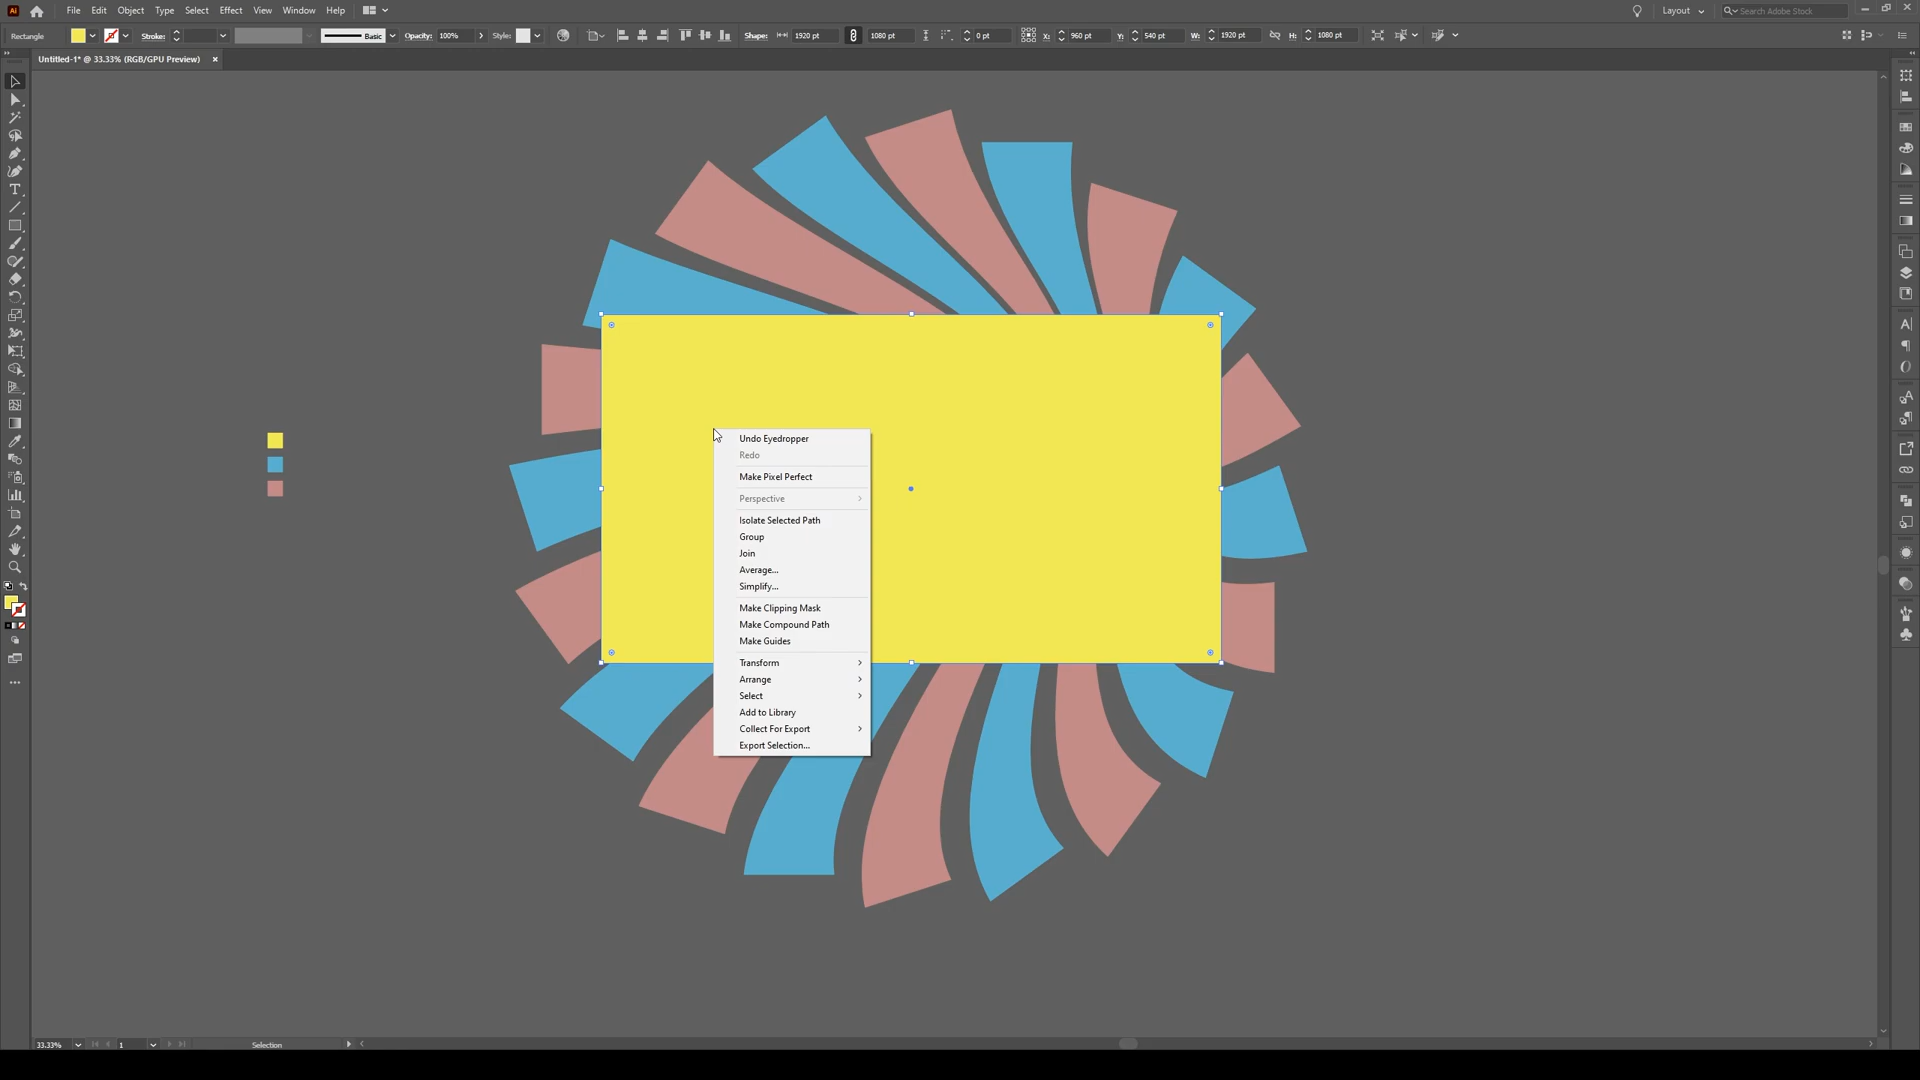 Ai File Edit Object Type Select Effect View Window Help Layout Search Adobe Stock
Rectangle Stroke: Basic Opacity: 100% Style: Shape: 1920 pt 1080 pt 0 pt X: 960 pt Y: 540 pt W: 1920 pt H: 1080 pt
Untitled-1* @ 33.33% (RGB/GPU Preview) ×
Undo Eyedropper
Redo
Make Pixel Perfect
Perspective
Isolate Selected Path
Group
Join
Average...
Simplify...
Make Clipping Mask
Make Compound Path
Make Guides
Transform
Arrange
Select
Add to Library
Collect For Export
Export Selection...
33.33% 1 Selection